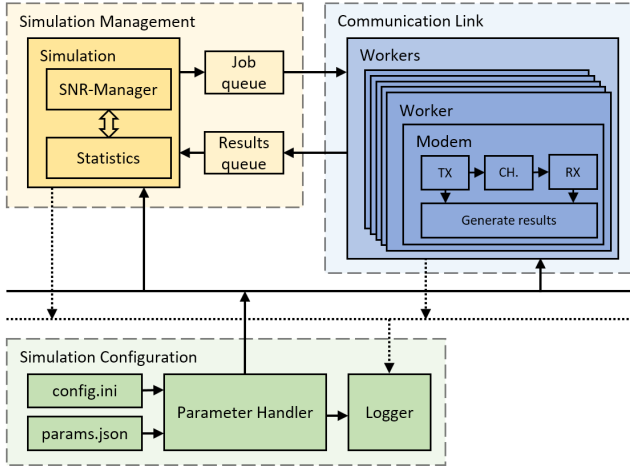 Simulation Management
Simulation
SNR-Manager
Statistics
Job
queue
Results
queue
Communication Link
Workers
Worker
Modem
TX
CH.
RX
Generate results
Simulation Configuration
config.ini
params.json
Parameter Handler
Logger